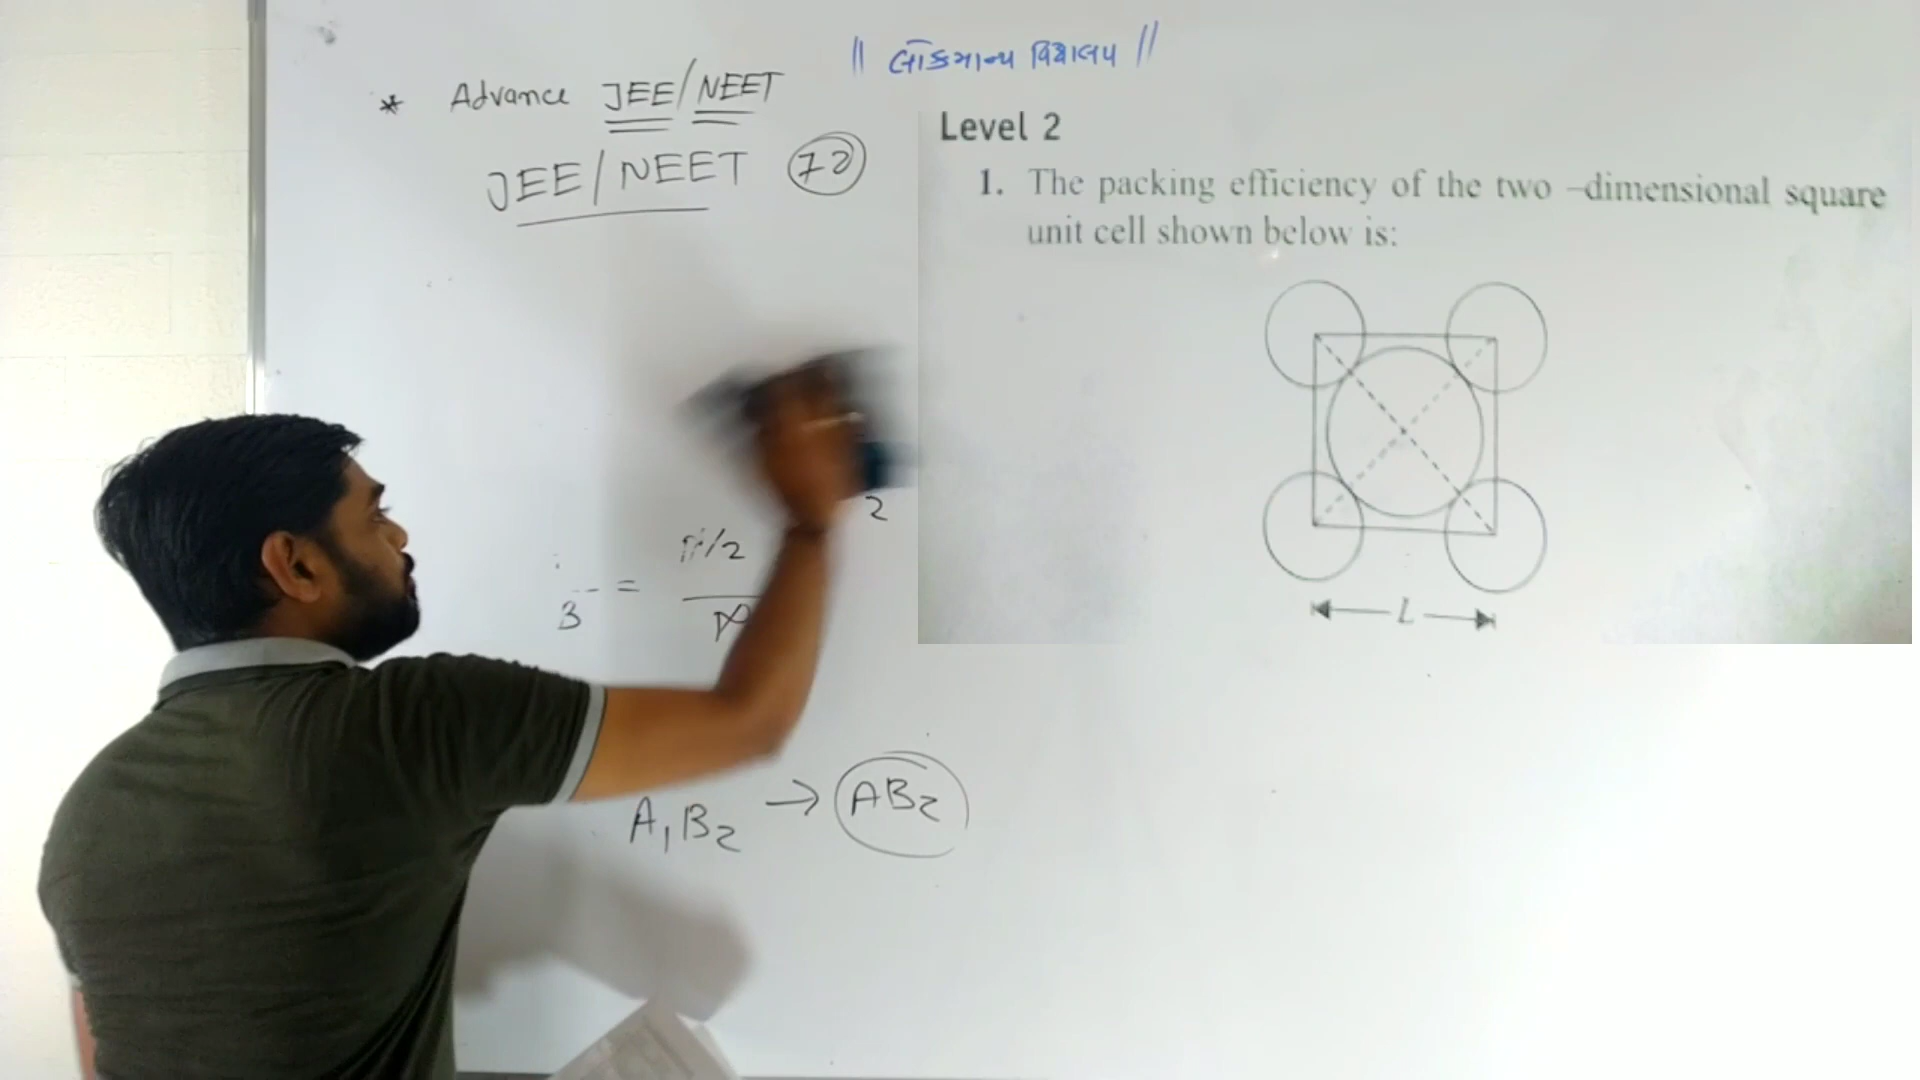 || લોકમાન્ય વિદ્યાલય ||
* Advance JEE/NEET
JEE/NEET
Level 2
1. The packing efficiency of the two –dimensional square
unit cell shown below is:
L
2
π/2
3 =
A₁B₂ → AB₂